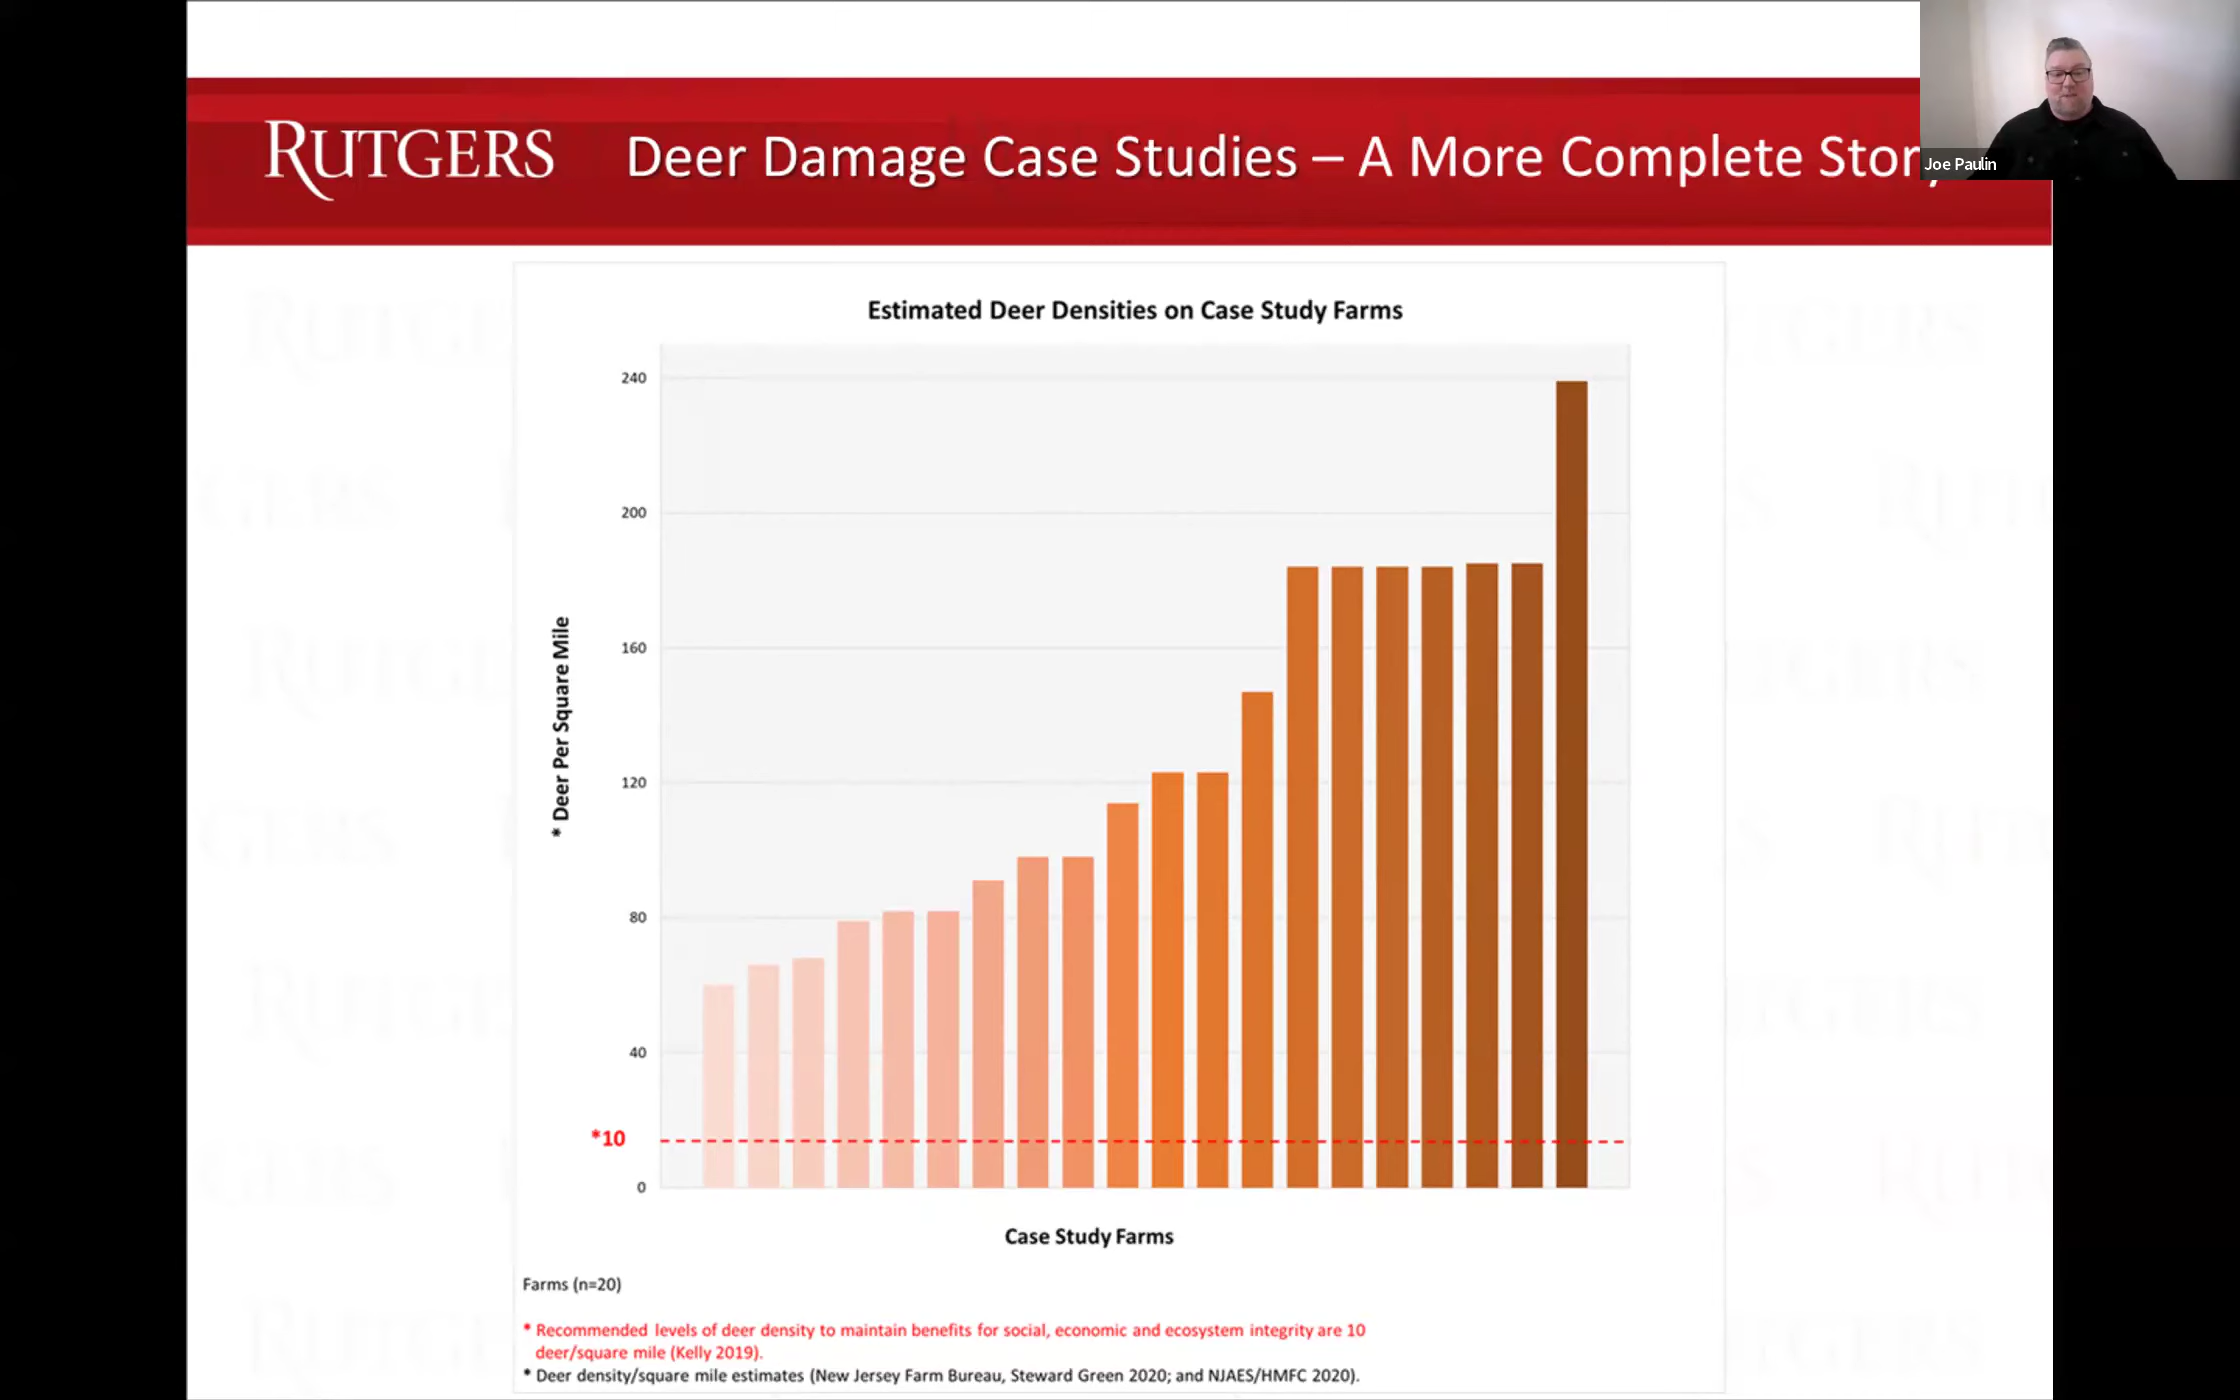 RUTGERS
Deer Damage Case Studies – A More Complete
Joe Paulin
Estimated Deer Densities on Case Study Farms
* Deer Per Square Mile
240
200
160
120
80
40
*10
0
Case Study Farms
Farms (n=20)
* Recommended levels of deer density to maintain benefits for social, economic and ecosystem integrity are 10
deer/square mile (Kelly 2019).
* Deer density/square mile estimates (New Jersey Farm Bureau, Steward Green 2020; and NJAES/HMFC 2020).